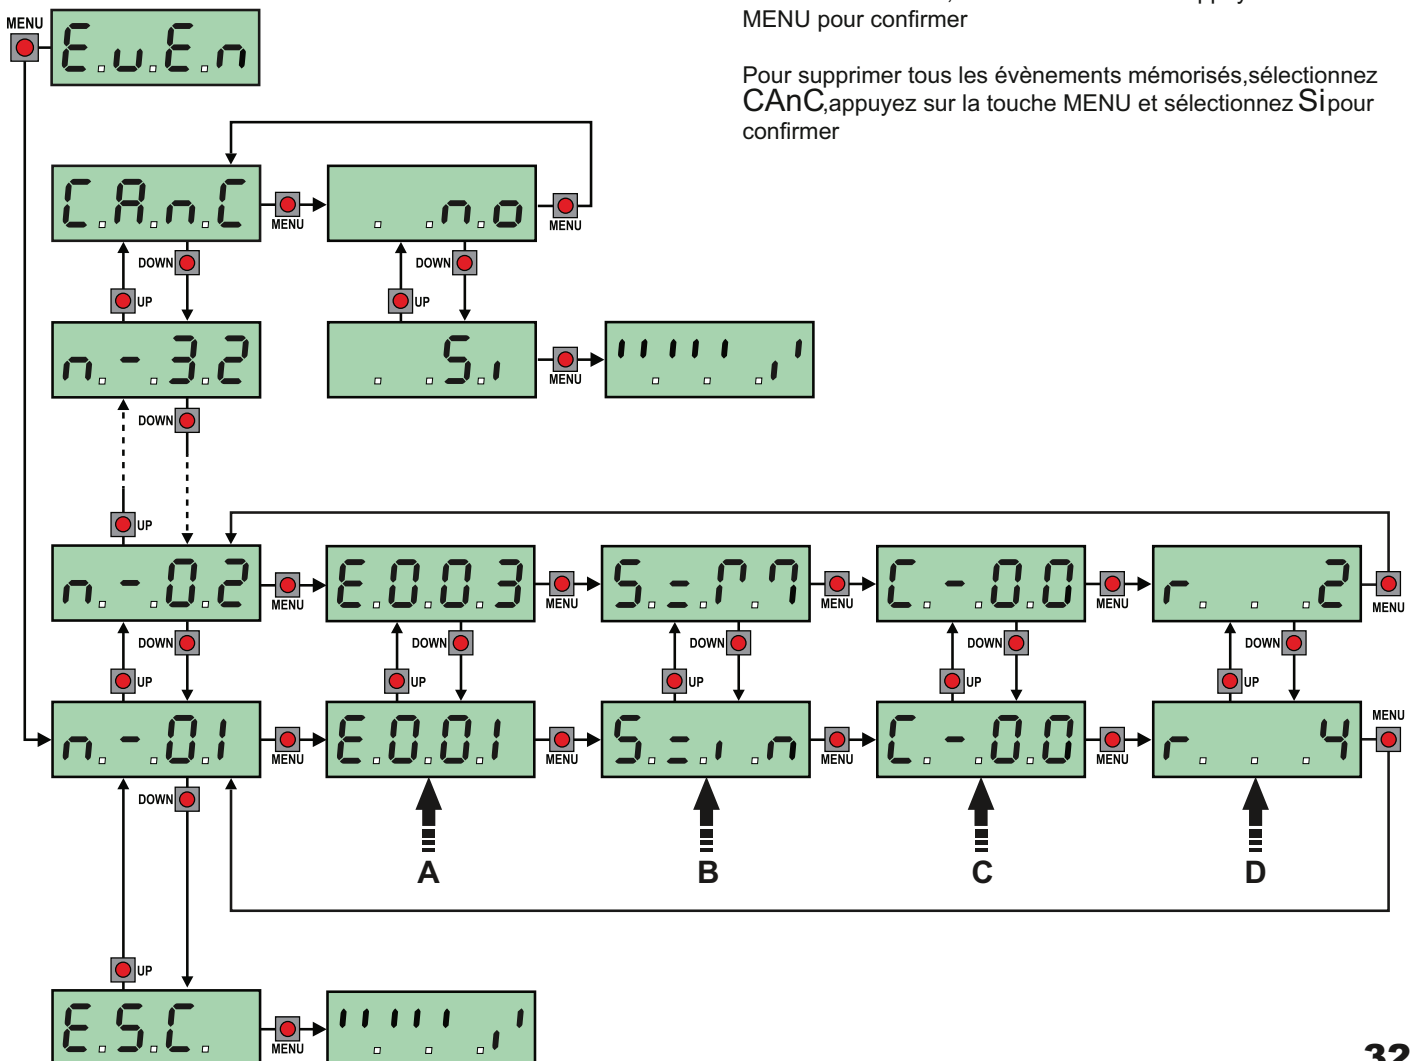 MENU pour confirmer
Pour supprimer tous les évènements mémorisés,sélectionnez
CAnC,appuyez sur la touche MENU et sélectionnez Si pour
confirmer
MENU
E.u.E.n
C.A.n.C
MENU
. .n.o
MENU
DOWN
UP
DOWN
UP
n.-.3.2
. .S.i
MENU
DOWN
UP
n.-.0.2
MENU
E.0.0.3
MENU
S.=.M
MENU
C.-.0.0
MENU
r. . .2
MENU
DOWN
UP
DOWN
UP
DOWN
UP
DOWN
UP
DOWN
UP
n.-.0.1
MENU
E.0.0.1
MENU
S.=.i.n
MENU
C.-.0.0
MENU
r. . .4
MENU
DOWN
A
B
C
D
UP
E.S.C.
MENU
32